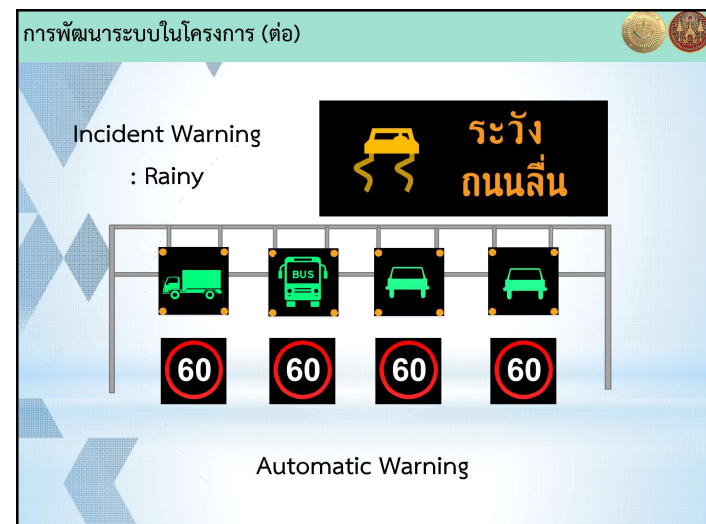 การพัฒนาระบบในโครงการ (ต่อ)
Incident Warning
: Rainy
ระวัง
ถนนลื่น
BUS
60 60 60 60
Automatic Warning